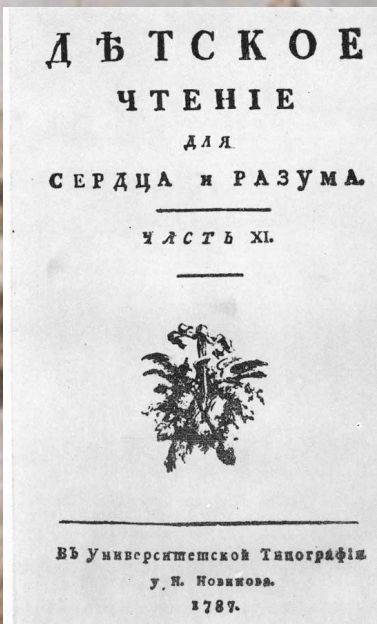 ДѢТСКОЕ
ЧТЕНІЕ
ДЛЯ
СЕРДЦА и РАЗУМА.
ЧАСТЬ XI.
ВЪ Университетской Типографіи
у Н. Новикова.
1787.